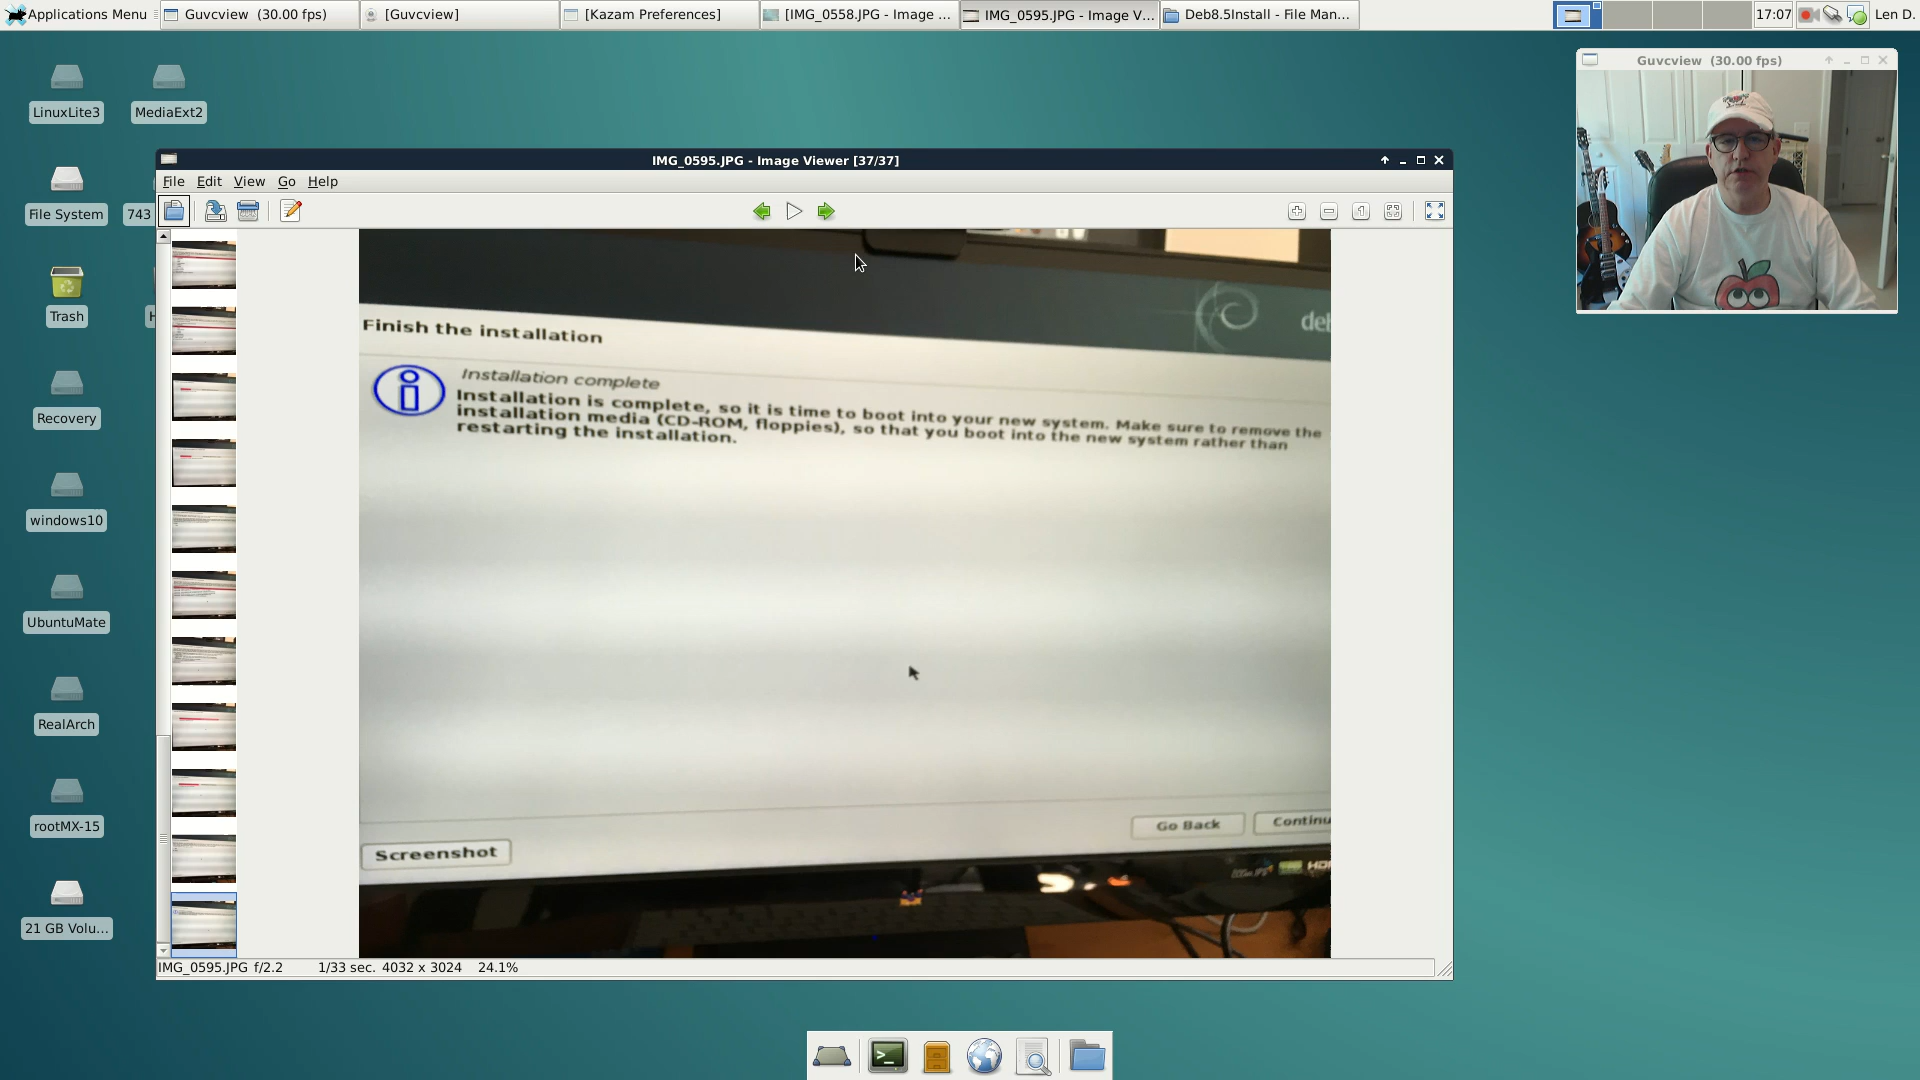 Applications Menu
Guvcview (30.00 fps)
[Guvcview]
[Kazam Preferences]
[IMG_0558.JPG - Image ...
IMG_0595.JPG - Image V...
Deb8.5Install - File Man...
17:07
Len D.
LinuxLite3
MediaExt2
File System
743
Trash
H
Recovery
windows10
UbuntuMate
RealArch
rootMX-15
21 GB Volu...
Guvcview (30.00 fps)
IMG_0595.JPG - Image Viewer [37/37]
File Edit View Go Help
deb
Finish the installation
Installation complete
Installation is complete, so it is time to boot into your new system. Make sure to remove the
installation media (CD-ROM, floppies), so that you boot into the new system rather than
restarting the installation.
Go Back
Continu
Screenshot
IMG_0595.JPG f/2.2 1/33 sec. 4032 x 3024 24.1%